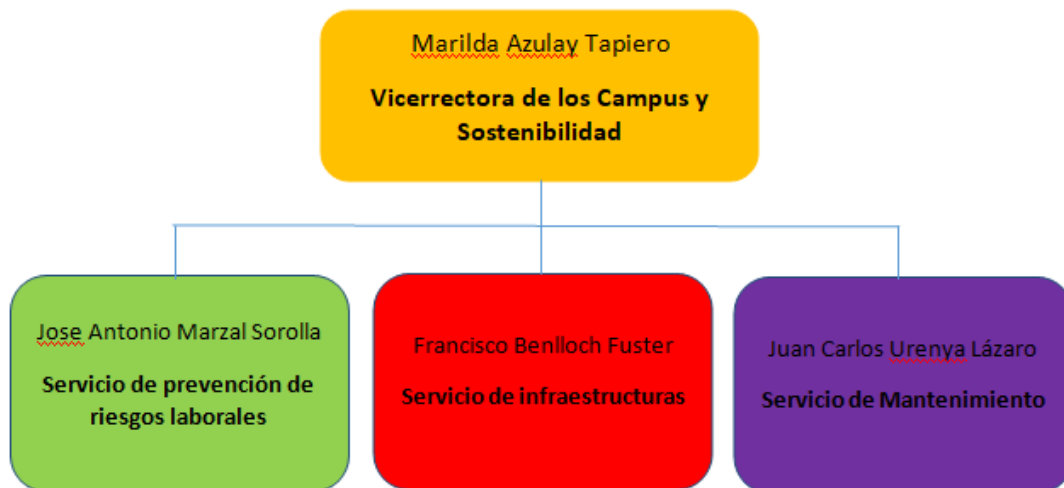 Marilda Azulay Tapiero
Vicerrectora de los Campus y
Sostenibilidad
Jose Antonio Marzal Sorolla
Servicio de prevención de
riesgos laborales
Francisco Benlloch Fuster
Servicio de infraestructuras
Juan Carlos Urenya Lázaro
Servicio de Mantenimiento